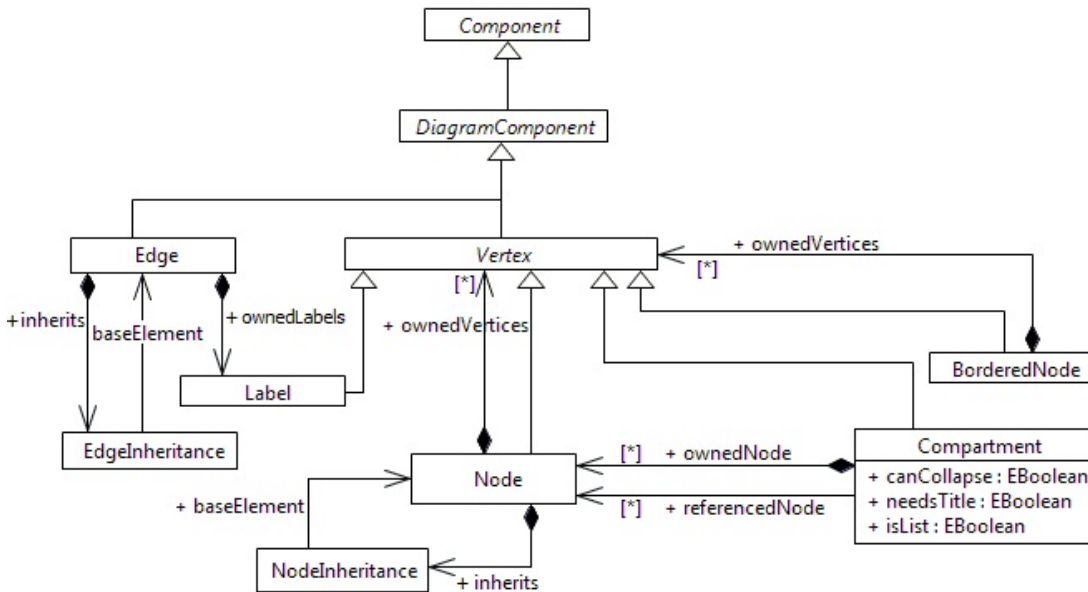 Component
DiagramComponent
Edge
Vertex
+ ownedVertices
[*]
[*]
+ inherits
baseElement
+ ownedLabels
+ ownedVertices
Label
BorderedNode
EdgeInheritance
Compartment
+ canCollapse : EBoolean
+ needsTitle : EBoolean
+ isList : EBoolean
Node
[*] + ownedNode
[*] + referencedNode
+ baseElement
NodeInheritance
+ inherits